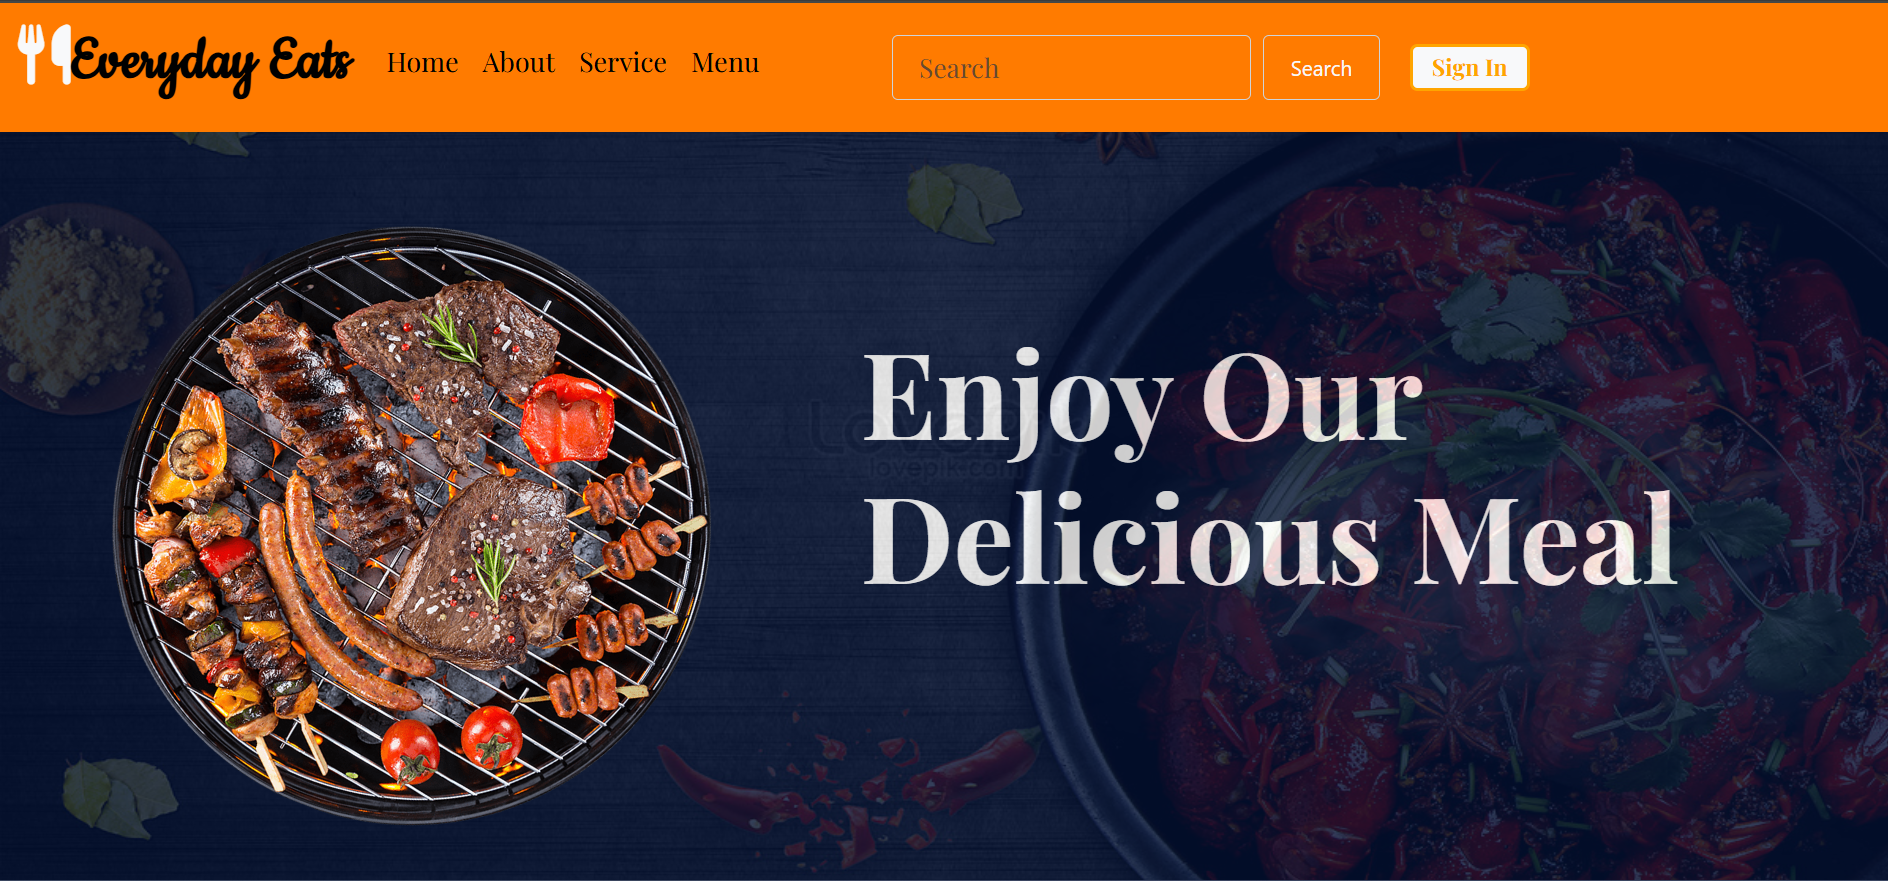 Everyday Eats
Home About Service Menu
Search
Search
Sign In
Enjoy Our
Delicious Meal
lovepik.com